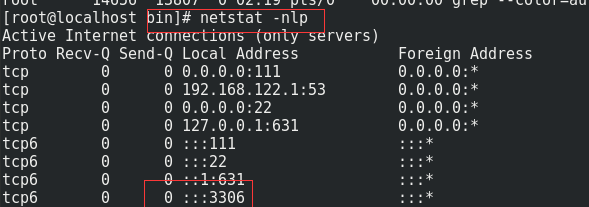 root 14056 13807 0 02:19 pts/0 00:00:00 grep --color=au
[root@localhost bin]# netstat -nlp
Active Internet connections (only servers)
Proto Recv-Q Send-Q Local Address Foreign Address
tcp 0 0 0.0.0.0:111 0.0.0.0:*
tcp 0 0 192.168.122.1:53 0.0.0.0:*
tcp 0 0 0.0.0.0:22 0.0.0.0:*
tcp 0 0 127.0.0.1:631 0.0.0.0:*
tcp6 0 0 :::111 :::*
tcp6 0 0 :::22 :::*
tcp6 0 0 ::1:631 :::*
tcp6 0 0 :::3306 :::*